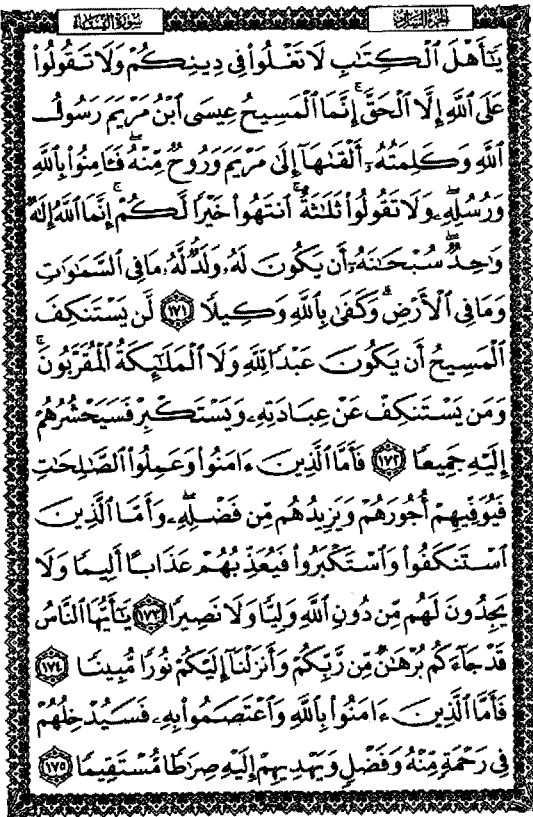 سورة النساء
الجزء السادس
يَٰٓأَهْلَ ٱلْكِتَٰبِ لَا تَغْلُوا۟ فِى دِينِكُمْ وَلَا تَقُولُوا۟
عَلَى ٱللَّهِ إِلَّا ٱلْحَقَّ ۚ إِنَّمَا ٱلْمَسِيحُ عِيسَى ٱبْنُ مَرْيَمَ رَسُولُ
ٱللَّهِ وَكَلِمَتُهُۥٓ أَلْقَىٰهَآ إِلَىٰ مَرْيَمَ وَرُوحٌ مِّنْهُ ۖ فَـَٔامِنُوا۟ بِٱللَّهِ
وَرُسُلِهِۦ ۖ وَلَا تَقُولُوا۟ ثَلَٰثَةٌ ۚ ٱنتَهُوا۟ خَيْرًا لَّكُمْ ۚ إِنَّمَا ٱللَّهُ إِلَٰهٌ
وَٰحِدٌ ۖ سُبْحَٰنَهُۥٓ أَن يَكُونَ لَهُۥ وَلَدٌ ۘ لَّهُۥ مَا فِى ٱلسَّمَٰوَٰتِ
وَمَا فِى ٱلْأَرْضِ ۗ وَكَفَىٰ بِٱللَّهِ وَكِيلًا ١٧١ لَّن يَسْتَنكِفَ
ٱلْمَسِيحُ أَن يَكُونَ عَبْدًا لِّلَّهِ وَلَا ٱلْمَلَٰٓئِكَةُ ٱلْمُقَرَّبُونَ ۚ
وَمَن يَسْتَنكِفْ عَنْ عِبَادَتِهِۦ وَيَسْتَكْبِرْ فَسَيَحْشُرُهُمْ
إِلَيْهِ جَمِيعًا ١٧٢ فَأَمَّا ٱلَّذِينَ ءَامَنُوا۟ وَعَمِلُوا۟ ٱلصَّٰلِحَٰتِ
فَيُوَفِّيهِمْ أُجُورَهُمْ وَيَزِيدُهُم مِّن فَضْلِهِۦ ۖ وَأَمَّا ٱلَّذِينَ
ٱسْتَنكَفُوا۟ وَٱسْتَكْبَرُوا۟ فَيُعَذِّبُهُمْ عَذَابًا أَلِيمًا وَلَا
يَجِدُونَ لَهُم مِّن دُونِ ٱللَّهِ وَلِيًّا وَلَا نَصِيرًا ١٧٣ يَٰٓأَيُّهَا ٱلنَّاسُ
قَدْ جَآءَكُم بُرْهَٰنٌ مِّن رَّبِّكُمْ وَأَنزَلْنَآ إِلَيْكُمْ نُورًا مُّبِينًا ١٧٤
فَأَمَّا ٱلَّذِينَ ءَامَنُوا۟ بِٱللَّهِ وَٱعْتَصَمُوا۟ بِهِۦ فَسَيُدْخِلُهُمْ
فِى رَحْمَةٍ مِّنْهُ وَفَضْلٍ وَيَهْدِيهِمْ إِلَيْهِ صِرَٰطًا مُّسْتَقِيمًا ١٧٥